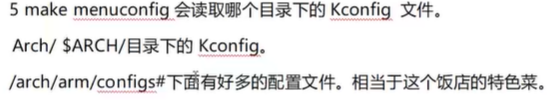 5 make menuconfig 会读取哪个目录下的 Kconfig 文件。
Arch/ $ARCH/目录下的 Kconfig。
/arch/arm/configs#下面有好多的配置文件。相当于这个饭店的特色菜。